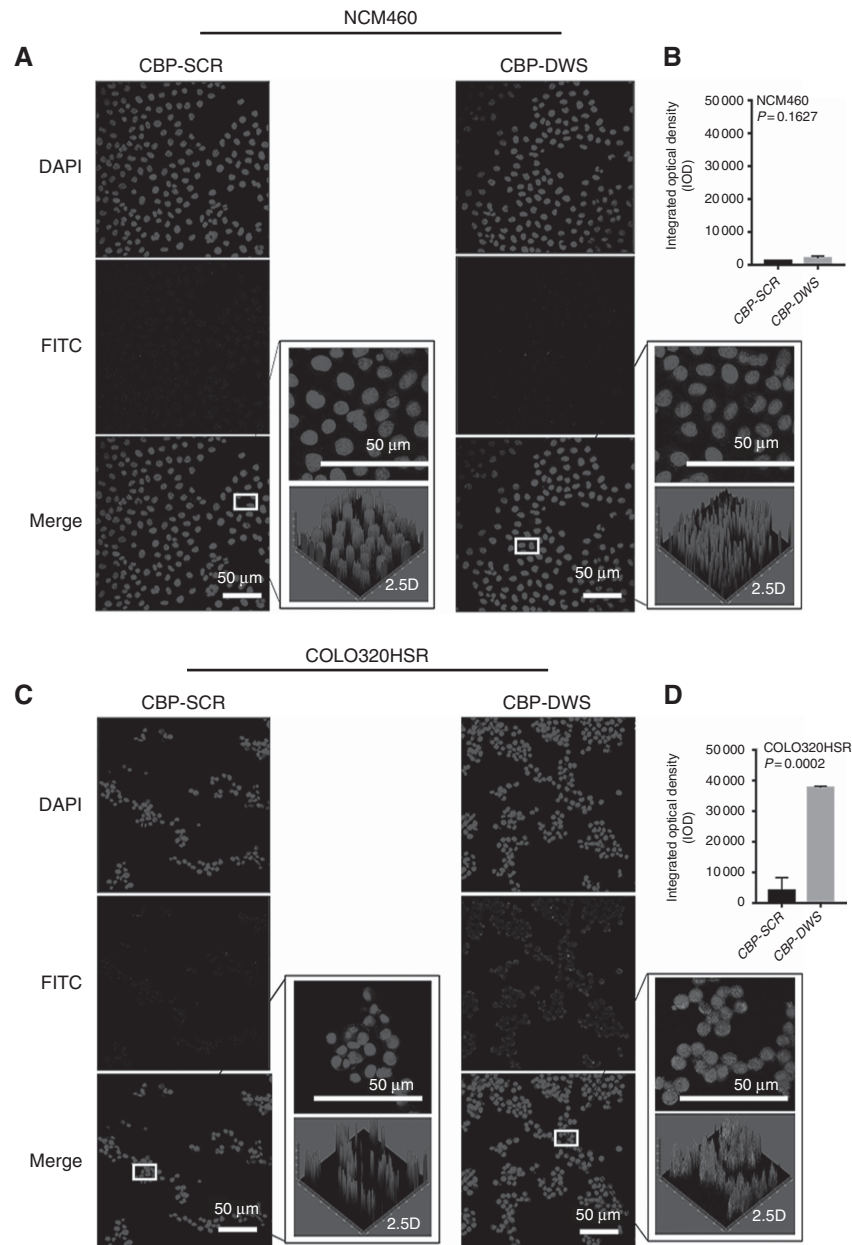 NCM460
A
CBP-SCR
CBP-DWS
DAPI
FITC
Merge
50 μm
50 μm
2.5D
50 μm
50 μm
2.5D
B
50 000
40 000
30 000
20 000
10 000
0
Integrated optical density
(IOD)
NCM460
P = 0.1627
CBP-SCR
CBP-DWS
COLO320HSR
C
CBP-SCR
CBP-DWS
DAPI
FITC
Merge
50 μm
50 μm
2.5D
50 μm
50 μm
2.5D
D
50 000
40 000
30 000
20 000
10 000
0
Integrated optical density
(IOD)
COLO320HSR
P = 0.0002
CBP-SCR
CBP-DWS